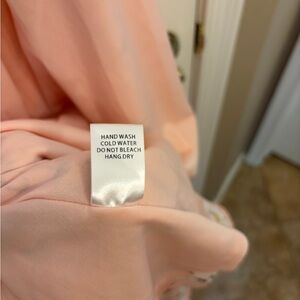 HAND WASH
COLD WATER
DO NOT BLEACH
HANG DRY